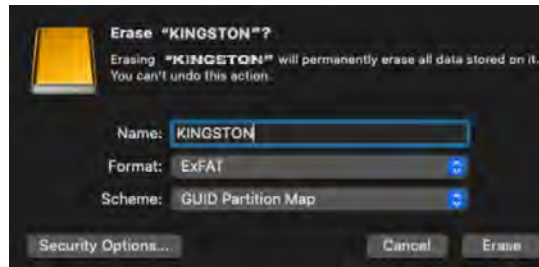 Erase “KINGSTON”?
Erasing “KINGSTON” will permanently erase all data stored on it.
You can't undo this action.
Name: KINGSTON
Format: ExFAT
Scheme: GUID Partition Map
Security Options... Cancel Erase